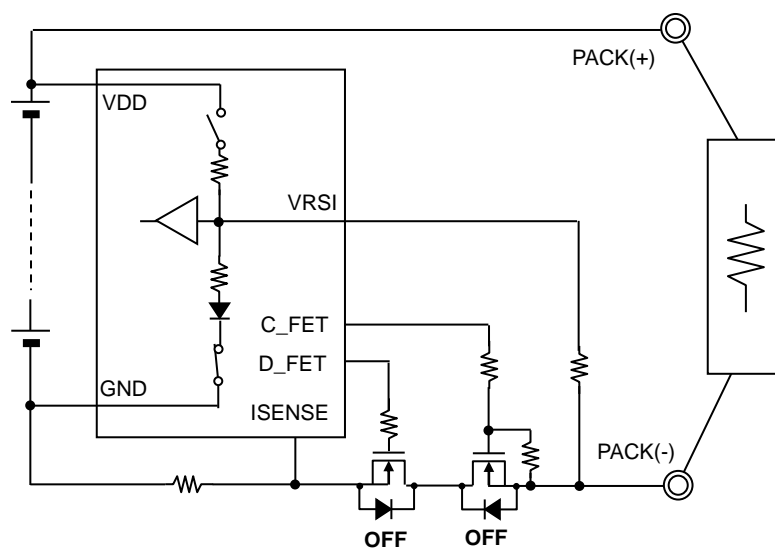 PACK(+)
VDD
VRSI
C_FET
D_FET
GND
ISENSE
PACK(-)
OFF
OFF